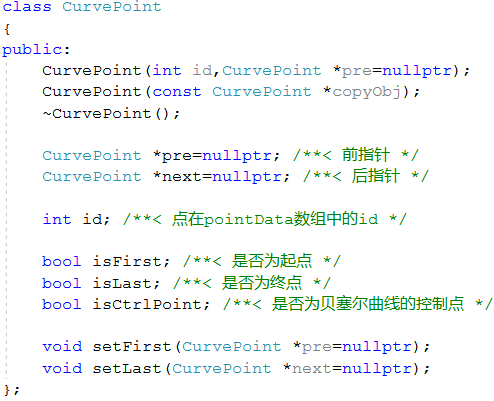 class CurvePoint
{
public:
    CurvePoint(int id,CurvePoint *pre=nullptr);
    CurvePoint(const CurvePoint *copyObj);
    ~CurvePoint();

    CurvePoint *pre=nullptr; /**< 前指针 */
    CurvePoint *next=nullptr; /**< 后指针 */

    int id; /**< 点在pointData数组中的id */

    bool isFirst; /**< 是否为起点 */
    bool isLast; /**< 是否为终点 */
    bool isCtrlPoint; /**< 是否为贝塞尔曲线的控制点 */

    void setFirst(CurvePoint *pre=nullptr);
    void setLast(CurvePoint *next=nullptr);
};